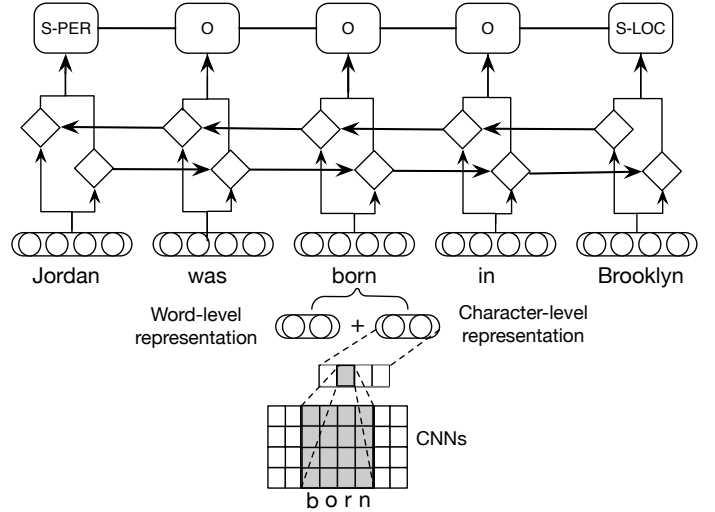 S-PER O O O S-LOC
Jordan was born in Brooklyn
Word-level
representation
+
Character-level
representation
CNNs
b o r n